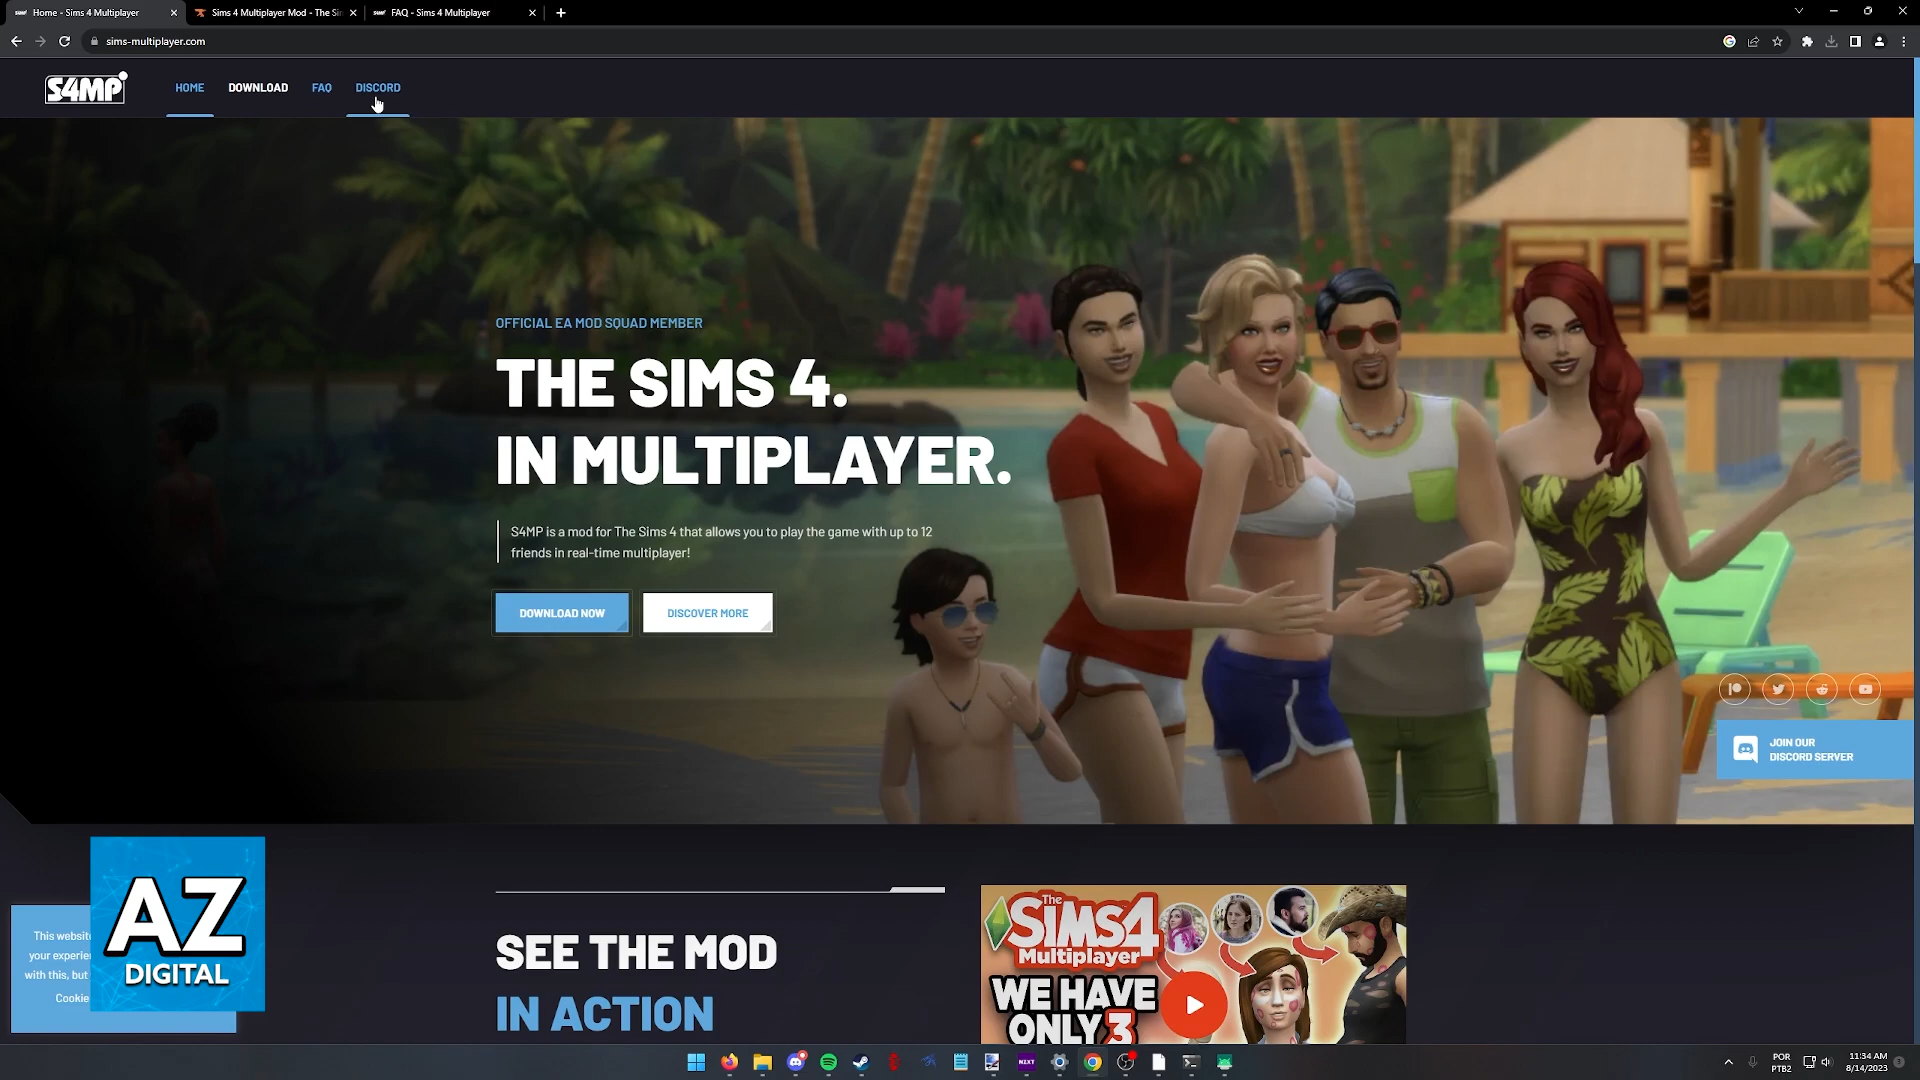 Home - Sims 4 Multiplayer
Sims 4 Multiplayer Mod - The Sim
FAQ - Sims 4 Multiplayer
sims-multiplayer.com
S4MP
HOME
DOWNLOAD
FAQ
DISCORD
OFFICIAL EA MOD SQUAD MEMBER
THE SIMS 4.
IN MULTIPLAYER.
S4MP is a mod for The Sims 4 that allows you to play the game with up to 12
friends in real-time multiplayer!
DOWNLOAD NOW
DISCOVER MORE
JOIN OUR
DISCORD SERVER
This website
your experie
with this, but
Cookie
AZ
DIGITAL
SEE THE MOD
IN ACTION
The
SiMS4
Multiplayer
WE HAVE
ONLY 3
NZXT
POR
PTB2
11:34 AM
8/14/2023